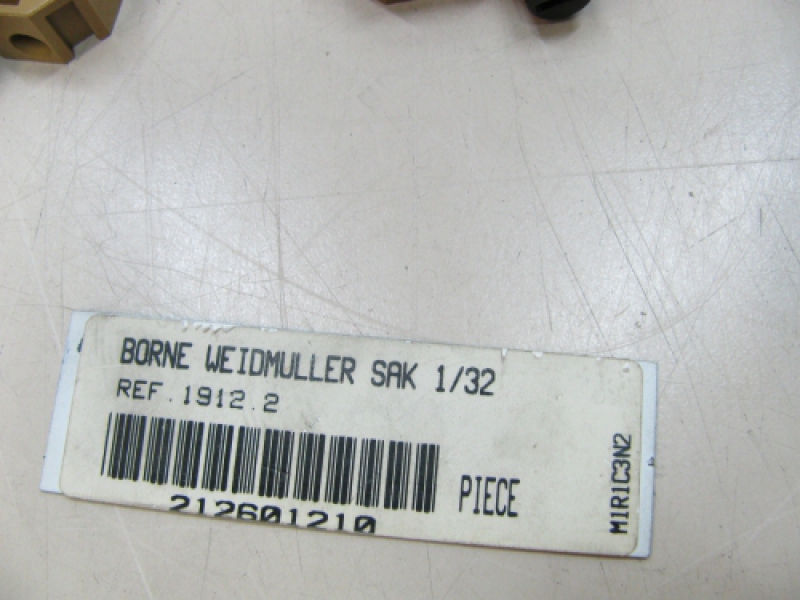 BORNE WEIDMULLER SAK 1/32
REF.1912.2
PIECE
212601210
M1R1C3N2